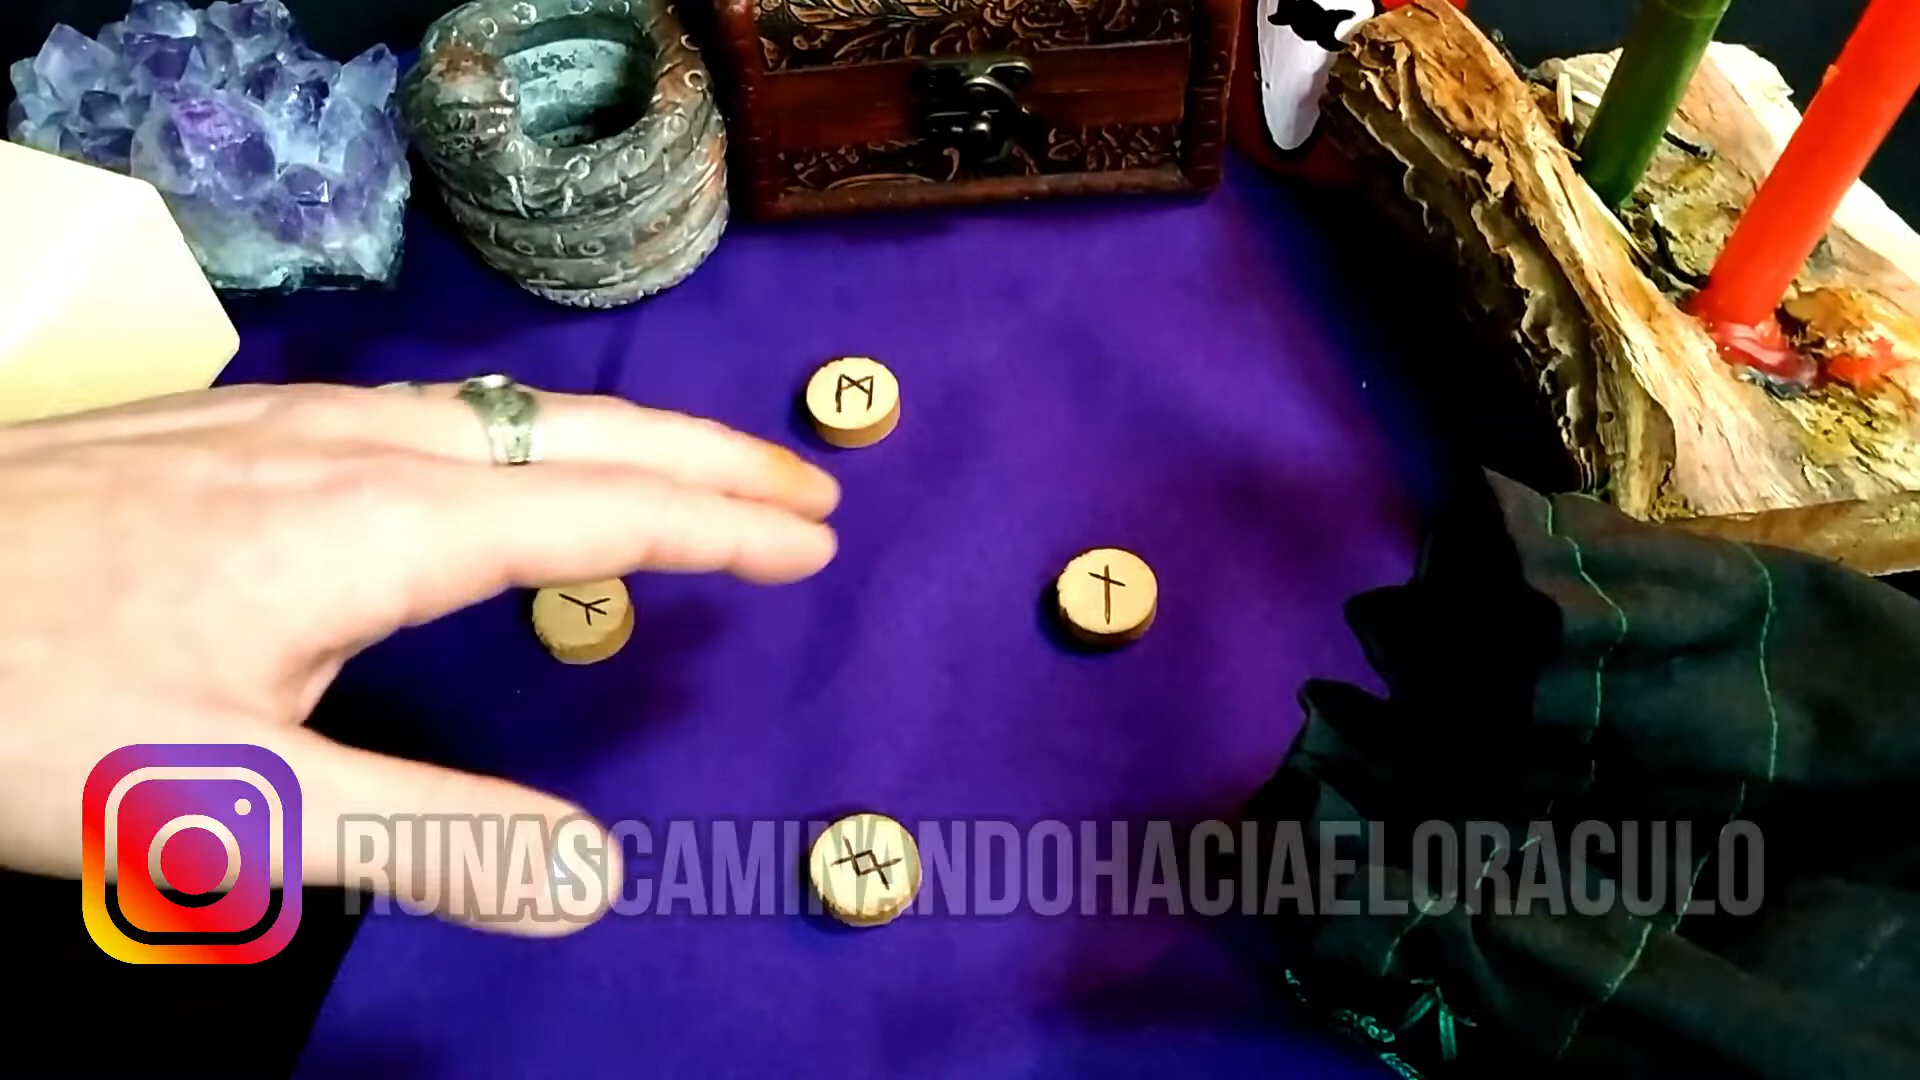 ᛗ
ᛉ ᚾ
ᛝ
RUNASCAMINANDOHACIAELORACULO